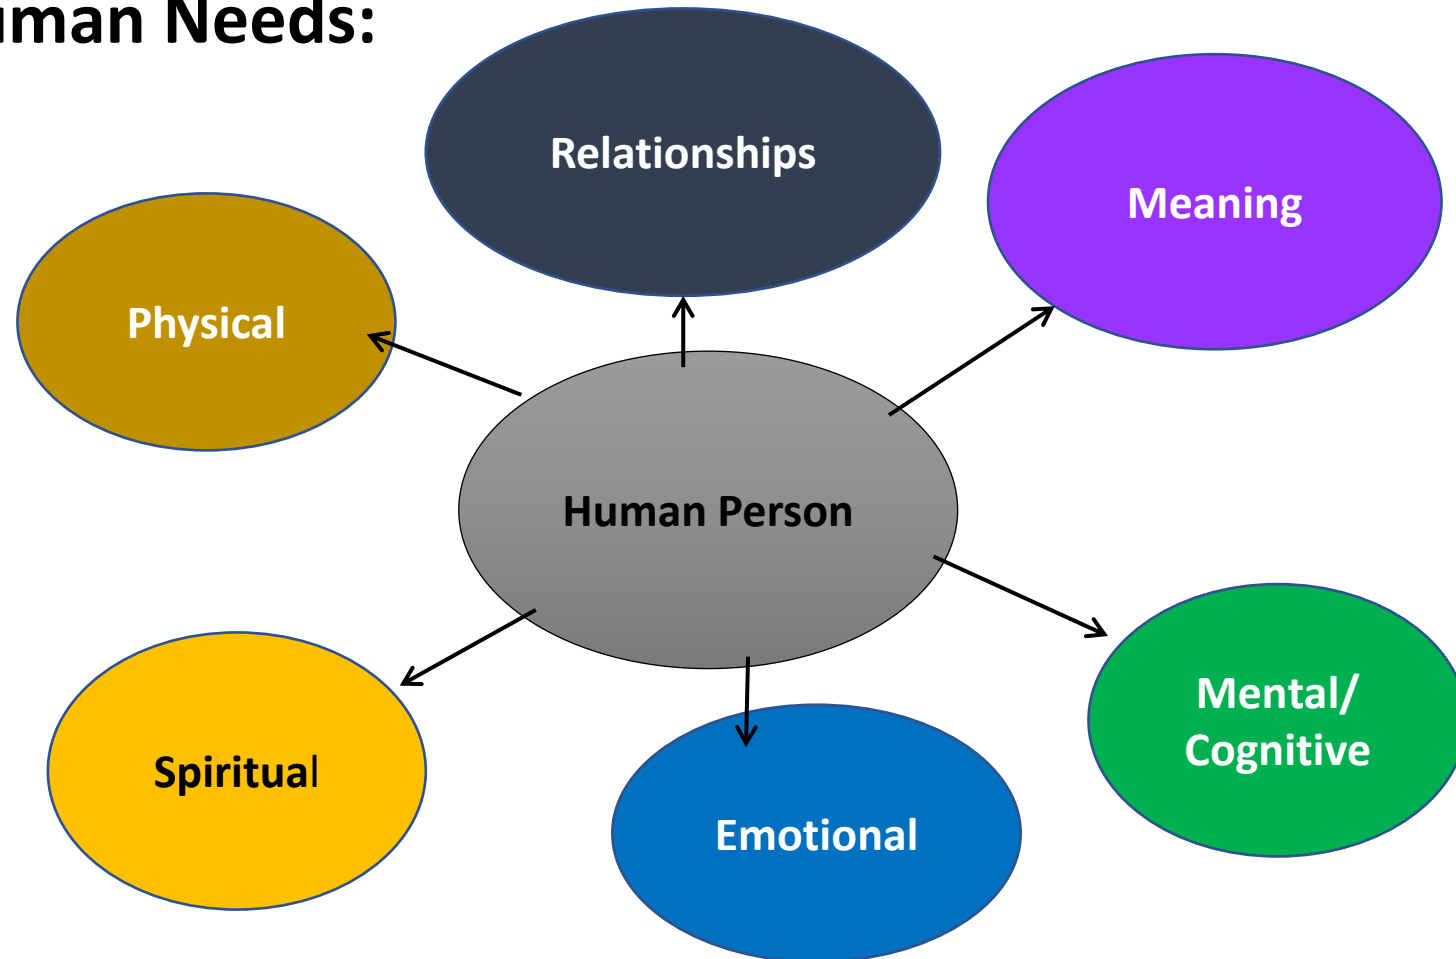 uman Needs:
Relationships
Meaning
Physical
Human Person
Mental/
Cognitive
Spiritual
Emotional